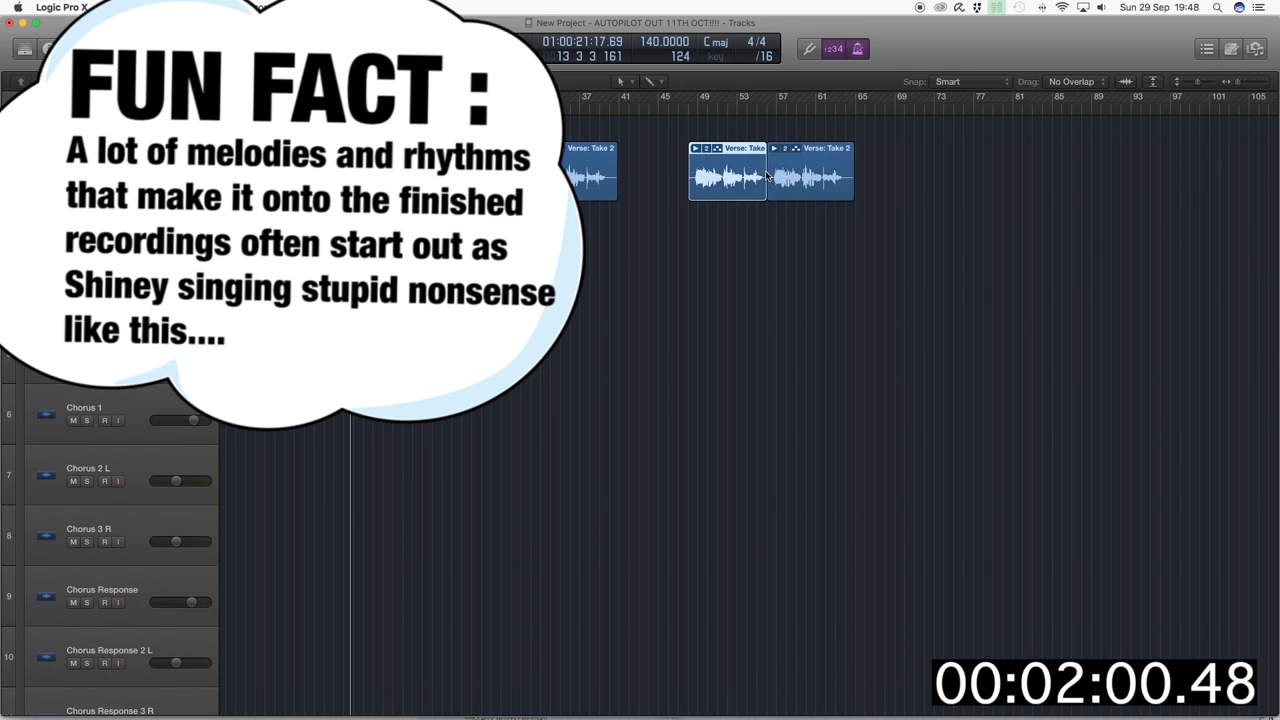 Logic Pro X
Sun 29 Sep 19:48
New Project - AUTOPILOT OUT 11TH OCT!!!! - Tracks
01:00:21:17.69 140.0000 C maj 4/4
13 3 3 161 124 key /16
1234
Snap: Smart Drag: No Overlap
37 41 45 49 53 57 61 65 69 73 77 81 85 89 93 97 101 105
FUN FACT :
A lot of melodies and rhythms
that make it onto the finished
recordings often start out as
Shiney singing stupid nonsense
like this....
Verse: Take 2
2 Verse: Take
2 Verse: Take 2
6 Chorus 1
M S R I
7 Chorus 2 L
M S R I
8 Chorus 3 R
M S R I
9 Chorus Response
M S R I
10 Chorus Response 2 L
M S R I
Chorus Response 3 R
00:02:00.48